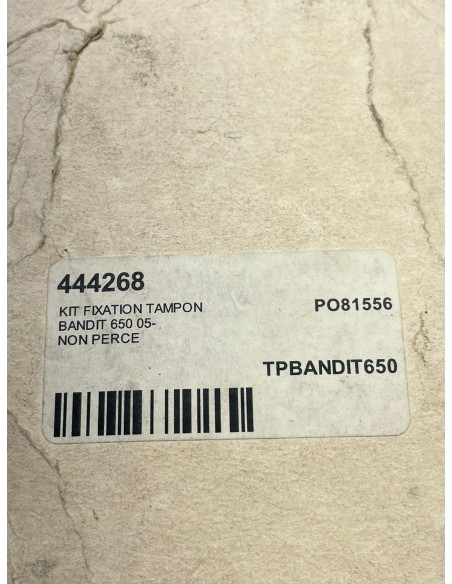 444268
KIT FIXATION TAMPON
BANDIT 650 05-
NON PERCE
PO81556
TPBANDIT650